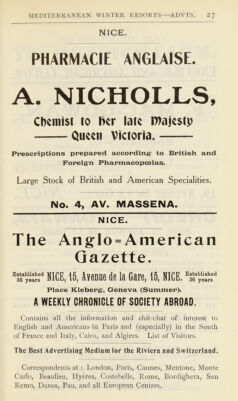 MEDITERRANEAN WINTER RESORTS—ADVTS. 27
NICE.
PHARMACIE ANGLAISE.
A. NICHOLLS,
Chemist to her late Majesty
Queen Victoria.
Prescriptions prepared according to British and
Foreign Pharmacopœias.
Large Stock of British and American Specialities.
No. 4, AV. MASSENA.
NICE.
The Anglo-American
Gazette.
Established 36 years NICE, 15, Avenue de la Gare, 15, NICE. Established 36 years
Place Kleberg, Geneva (Summer).
A WEEKLY CHRONICLE OF SOCIETY ABROAD.
Contains all the information and chit-chat of interest to
English and Americans in Paris and (especially) in the South
of France and Italy, Cairo, and Algiers. List of Visitors.
The Best Advertising Medium for the Riviera and Switzerland.
Correspondents at: London, Paris, Cannes, Mentone, Monte
Carlo, Beaulieu, Hyères, Costebelle, Rome, Bordighera, San
Remo, Davos, Pau, and all European Centres.